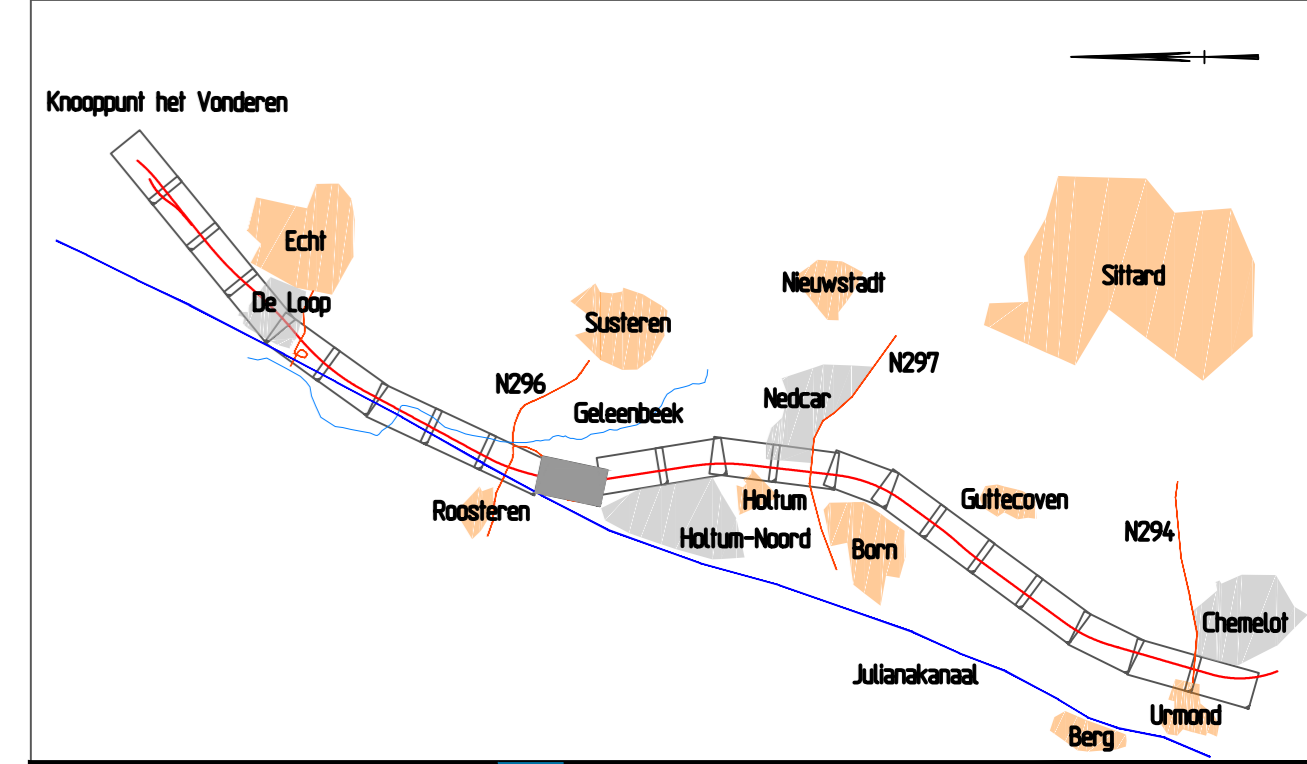 Knooppunt het Vonderen
Echt
Sittard
Nieuwstadt
De Loop
Susteren
N297
N296
Nedcar
Geleenbeek
Guttecoven
Holtum
Roosteren
N294
Holtum-Noord
Born
Chemelot
Julianakanaal
Urmond
Berg